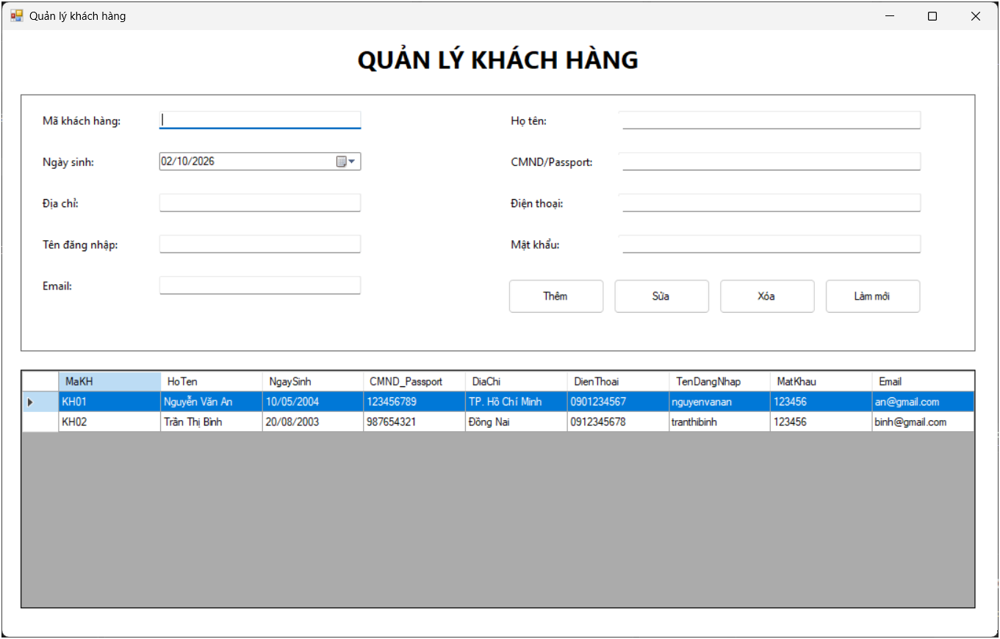 Quản lý khách hàng
QUẢN LÝ KHÁCH HÀNG
Mã khách hàng: Họ tên:
Ngày sinh: 02/10/2026 CMND/Passport:
Địa chỉ: Điện thoại:
Tên đăng nhập: Mật khẩu:
Email: Thêm Sửa Xóa Làm mới
MaKH HoTen NgaySinh CMND_Passport DiaChi DienThoai TenDangNhap MatKhau Email
KH01 Nguyễn Văn An 10/05/2004 123456789 TP. Hồ Chí Minh 0901234567 nguyenvanan 123456 an@gmail.com
KH02 Trần Thị Bình 20/08/2003 987654321 Đồng Nai 0912345678 tranthibinh 123456 binh@gmail.com